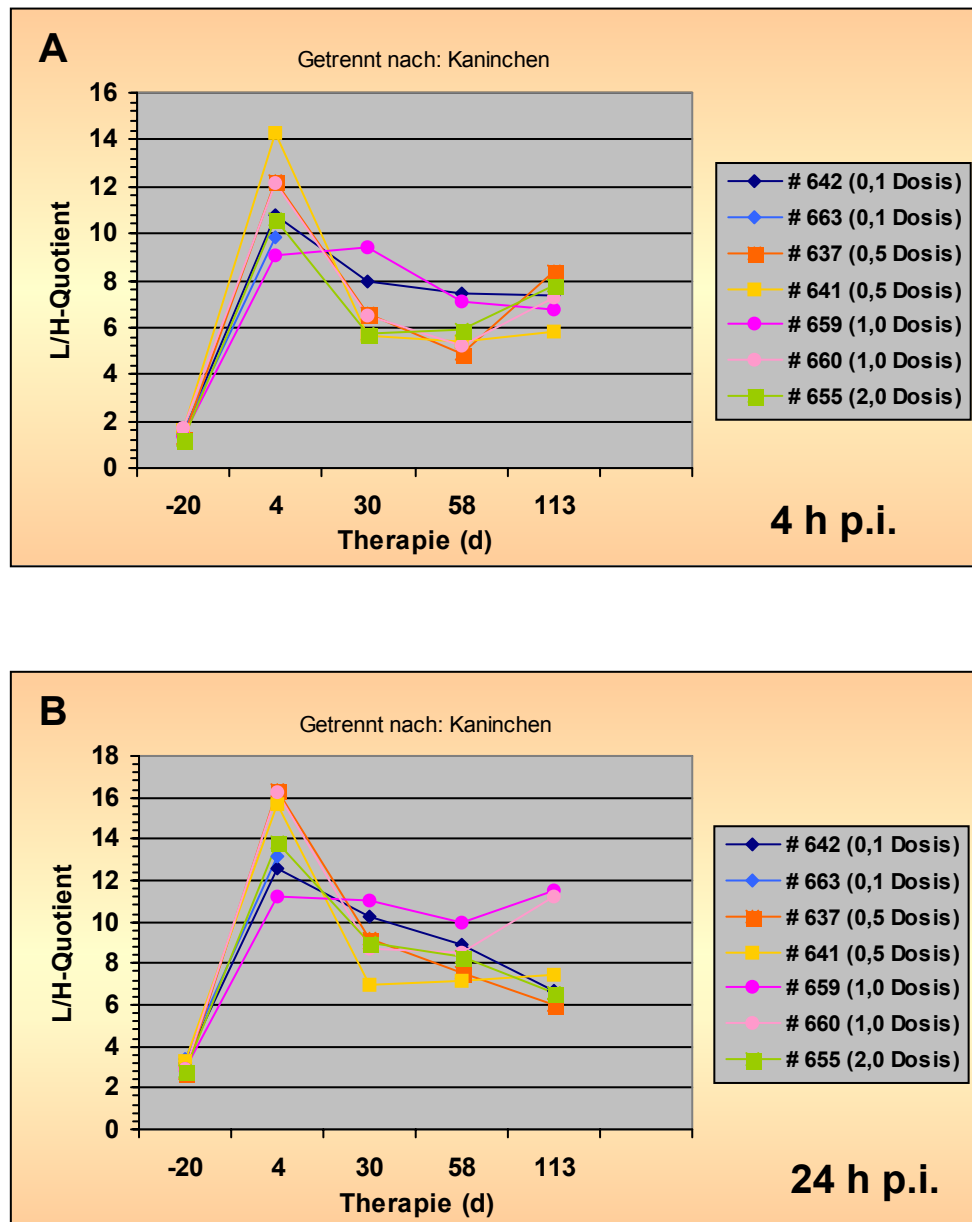 A
Getrennt nach: Kaninchen
L/H-Quotient
16
14
12
10
8
6
4
2
0
-20 4 30 58 113
Therapie (d)
# 642 (0,1 Dosis)
# 663 (0,1 Dosis)
# 637 (0,5 Dosis)
# 641 (0,5 Dosis)
# 659 (1,0 Dosis)
# 660 (1,0 Dosis)
# 655 (2,0 Dosis)
4 h p.i.
B
Getrennt nach: Kaninchen
L/H-Quotient
18
16
14
12
10
8
6
4
2
0
-20 4 30 58 113
Therapie (d)
# 642 (0,1 Dosis)
# 663 (0,1 Dosis)
# 637 (0,5 Dosis)
# 641 (0,5 Dosis)
# 659 (1,0 Dosis)
# 660 (1,0 Dosis)
# 655 (2,0 Dosis)
24 h p.i.